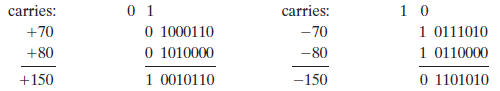 carries: 0 1 carries: 1 0
+70 0 1000110 −70 1 0111010
+80 0 1010000 −80 1 0110000
+150 1 0010110 −150 0 1101010